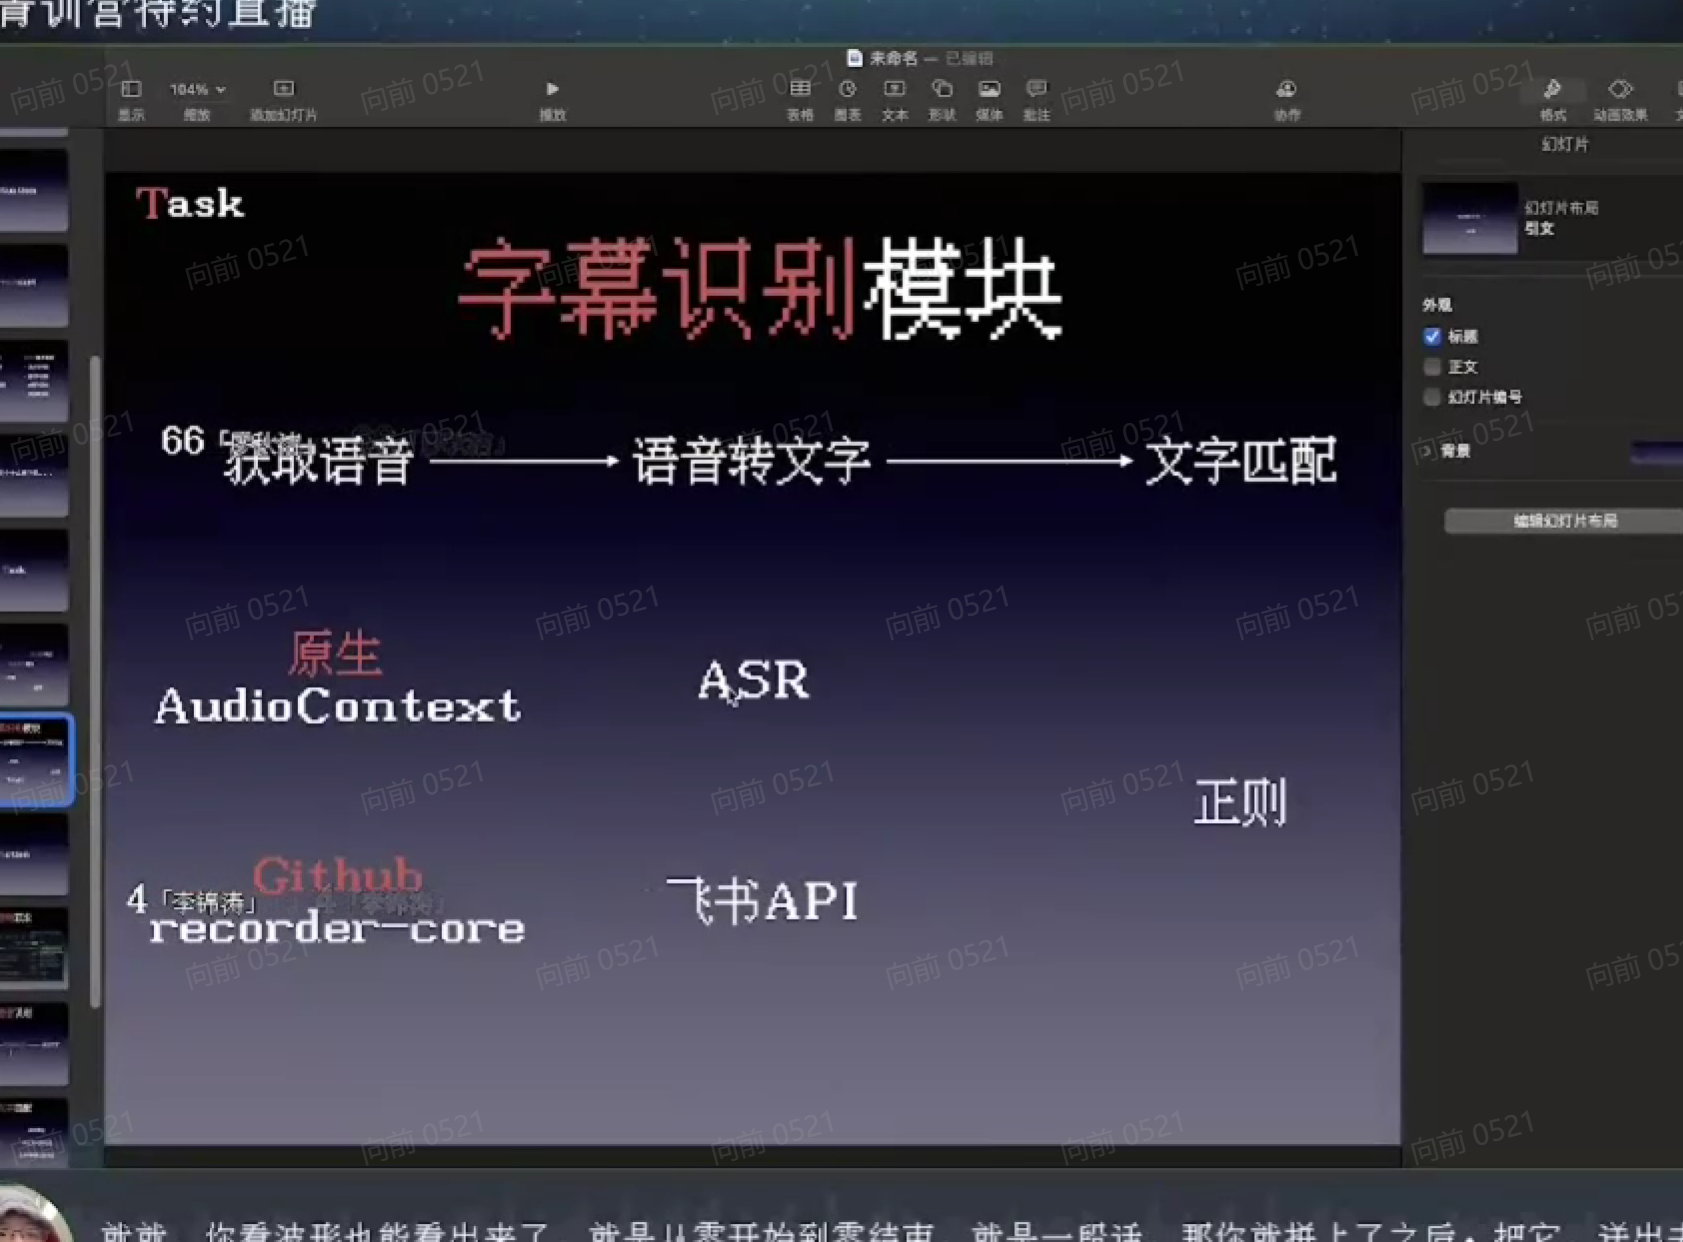 青训营特约直播
未命名 — 已编辑
104%
显示 缩放 添加幻灯片 播放 表格 图表 文本 形状 媒体 批注 协作 格式 动画效果
幻灯片
Task
幻灯片布局
引文
字幕识别模块
外观
标题
正文
幻灯片编号
背景
编辑幻灯片布局
66
获取语音 语音转文字 文字匹配
原生
AudioContext
ASR
正则
Github
4「李锦涛」
recorder-core
飞书API
向前 0521
就就，你看波形也能看出来了，就是从零开始到零结束，就是一段话，那你就拼上了之后，把它，送出去